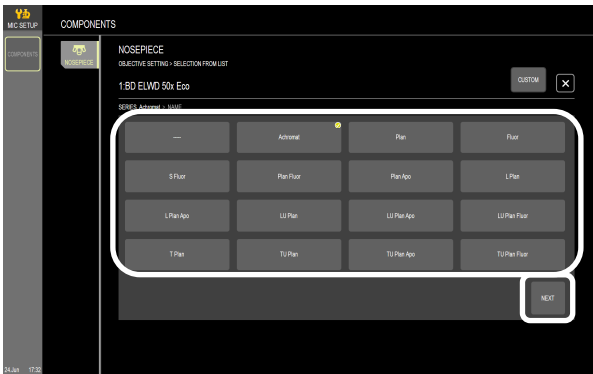 MIC SETUP
COMPONENTS
COMPONENTS
NOSEPIECE
NOSEPIECE
OBJECTIVE SETTING > SELECTION FROM LIST
1:BD ELWD 50x Eco
CUSTOM
SERIES: Achromat > NAME
---- Achromat Plan Fluor
S Fluor Plan Fluor Plan Apo L Plan
L Plan Apo LU Plan LU Plan Apo LU Plan Fluor
T Plan TU Plan TU Plan Apo TU Plan Fluor
NEXT
24.Jun 17:32